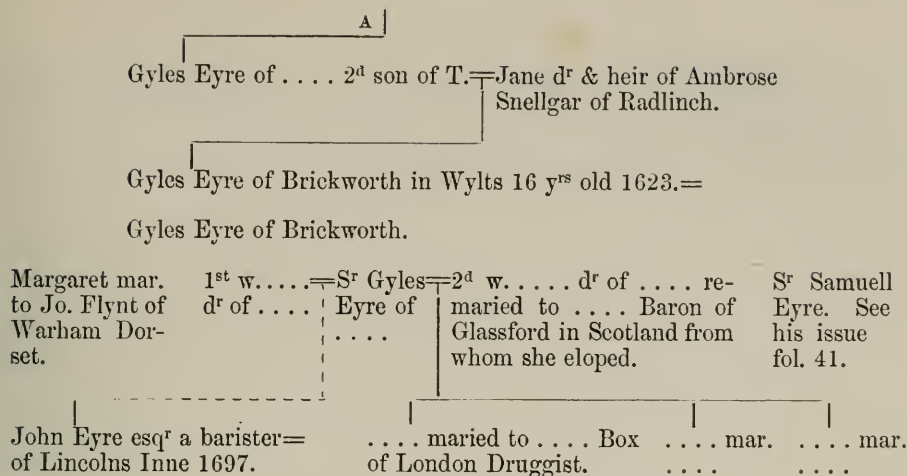 A
Gyles Eyre of . . . . 2d son of T.=Jane dr & heir of Ambrose
Snellgar of Radlinch.
Gyles Eyre of Brickworth in Wylts 16 yrs old 1623.=
Gyles Eyre of Brickworth.
Margaret mar.
to Jo. Flynt of
Warham Dor-
set.
1st w.....=Sr Gyles=2d w..... dr of .... re-
dr of .... Eyre of maried to .... Baron of
.... Glassford in Scotland from
whom she eloped.
Sr Samuell
Eyre. See
his issue
fol. 41.
John Eyre esqr a barister=
of Lincolns Inne 1697.
.... maried to .... Box
of London Druggist.
.... mar.
....
.... mar.
....